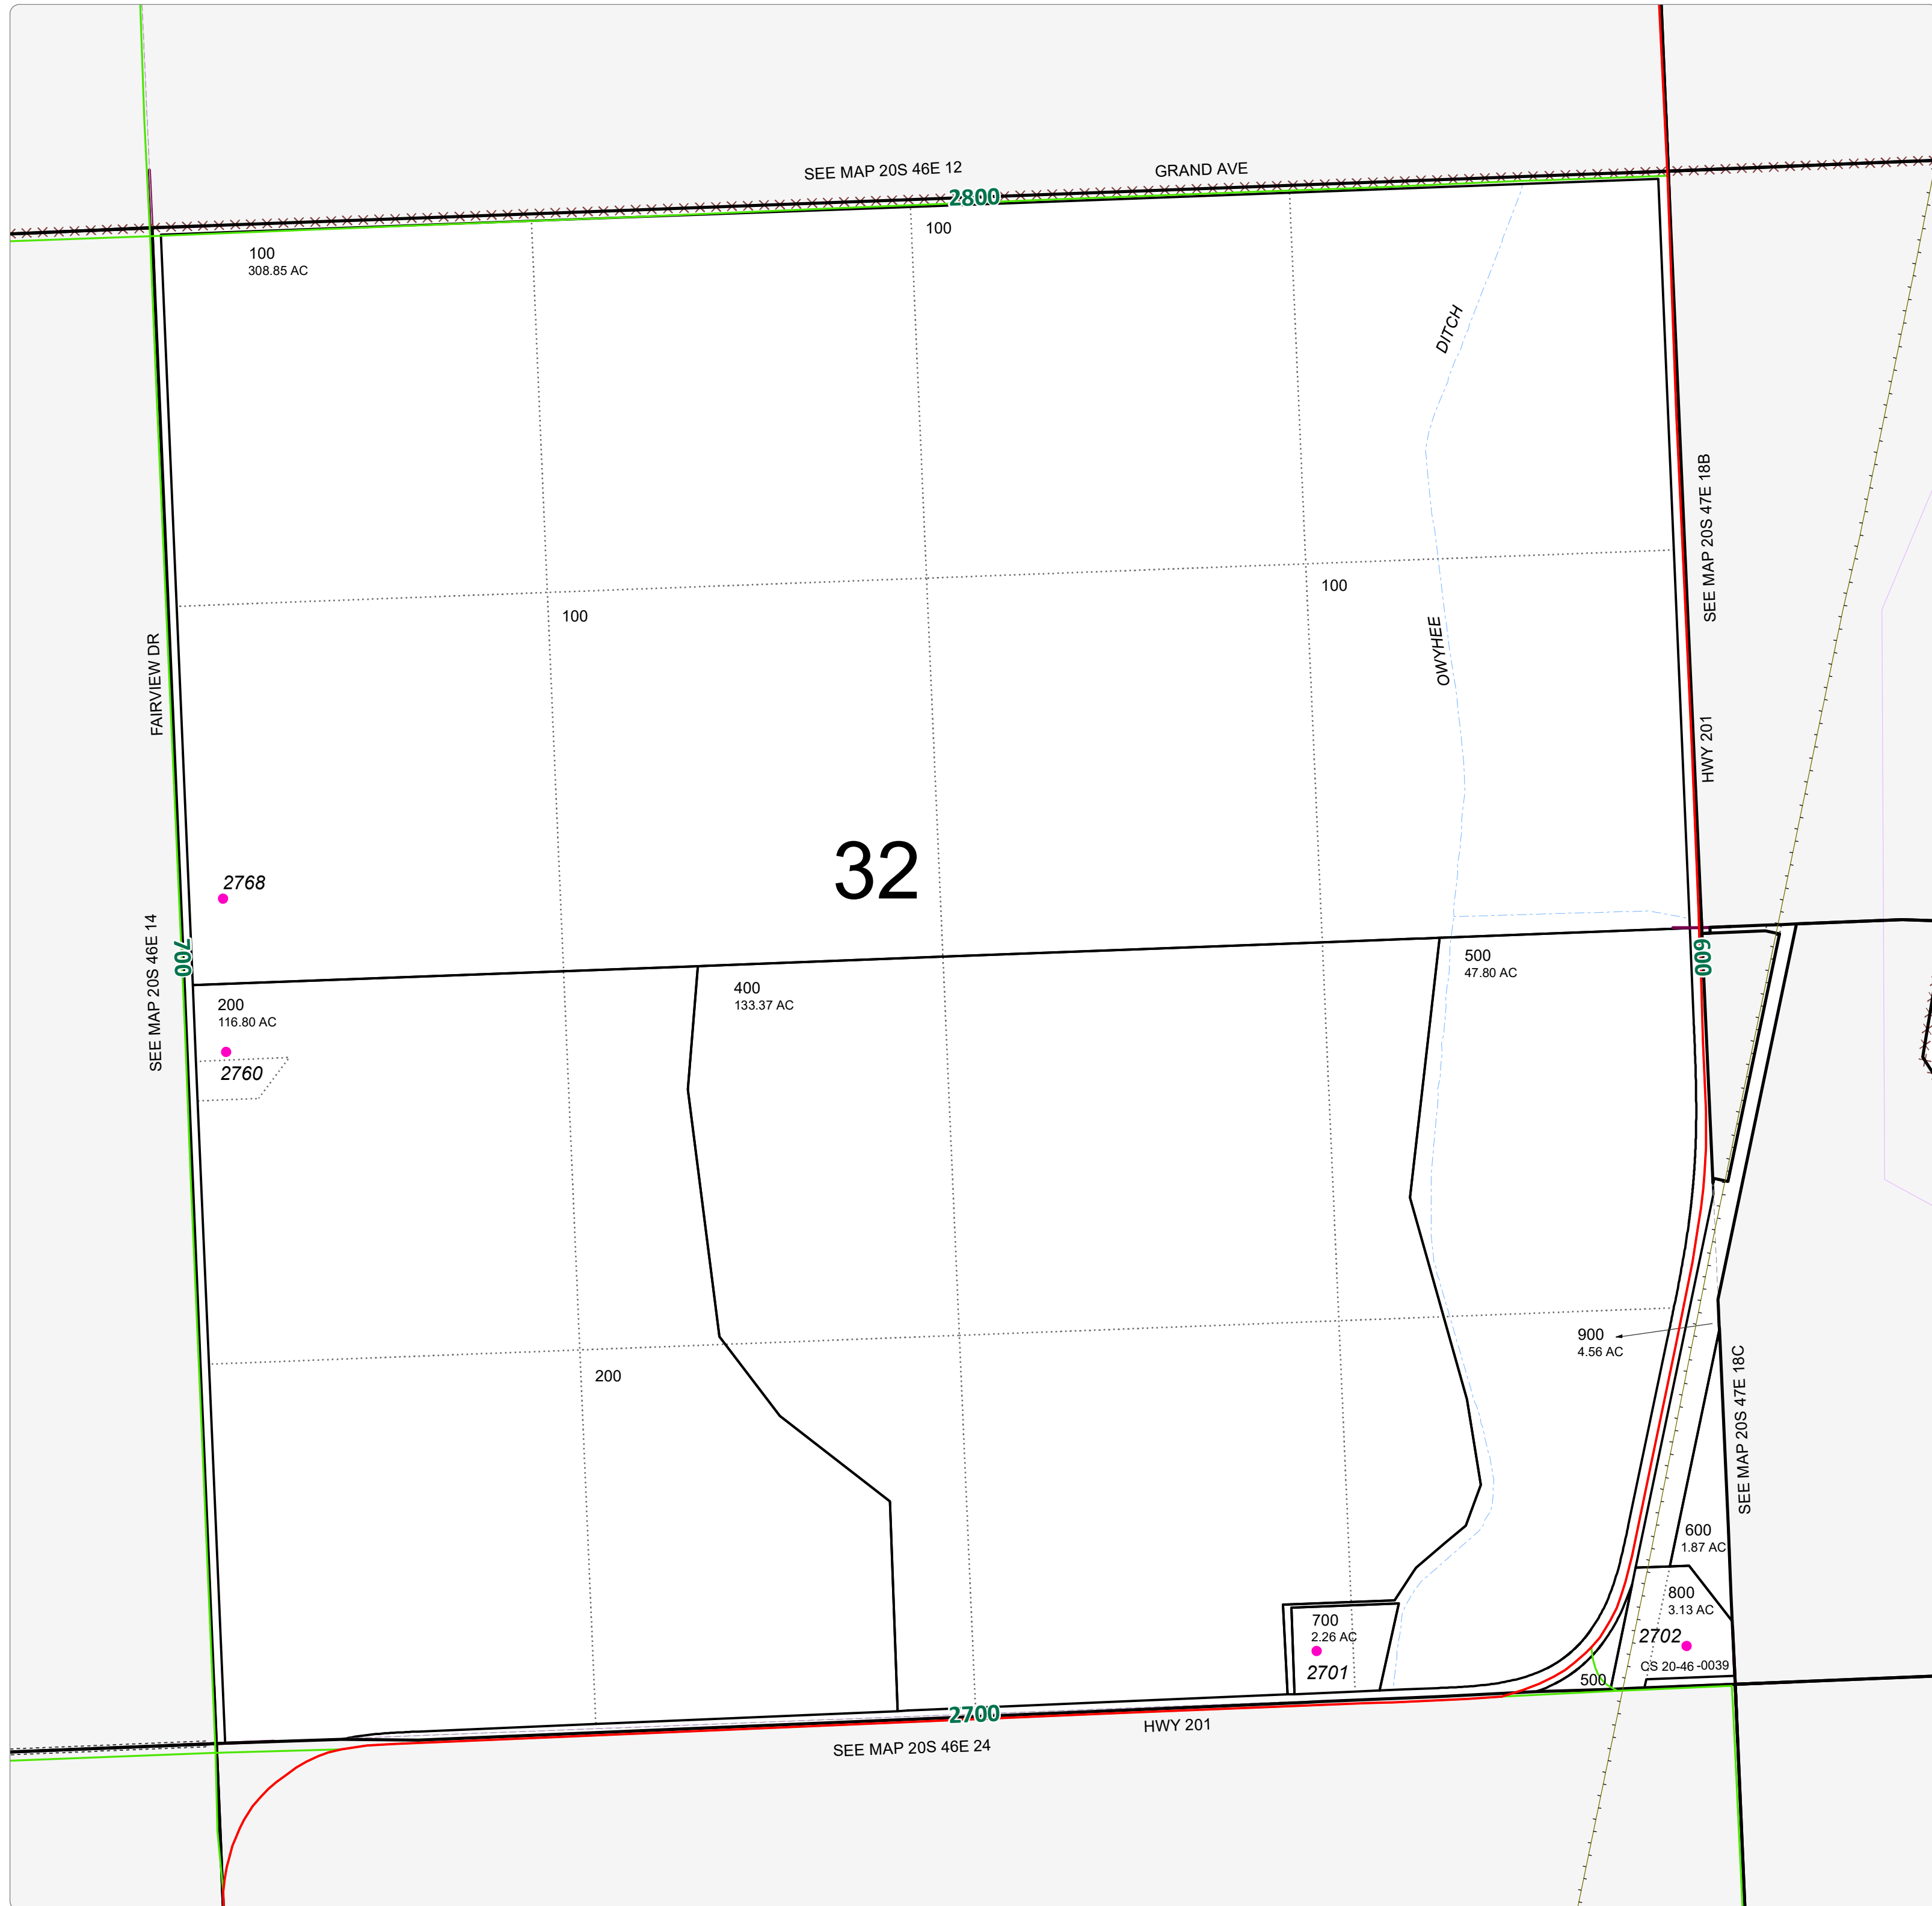 SEE MAP 20S 46E 12
GRAND AVE
2800
100
308.85 AC
100
DITCH
SEE MAP 20S 47E 18B
100
100
OWYHEE
FAIRVIEW DR
HWY 201
32
2768
SEE MAP 20S 46E 14
700
900
500
47.80 AC
400
133.37 AC
200
116.80 AC
2760
900
4.56 AC
SEE MAP 20S 47E 18C
200
600
1.87 AC
800
3.13 AC
700
2.26 AC
2702
2701
CS 20-46-0039
500
2700
HWY 201
SEE MAP 20S 46E 24